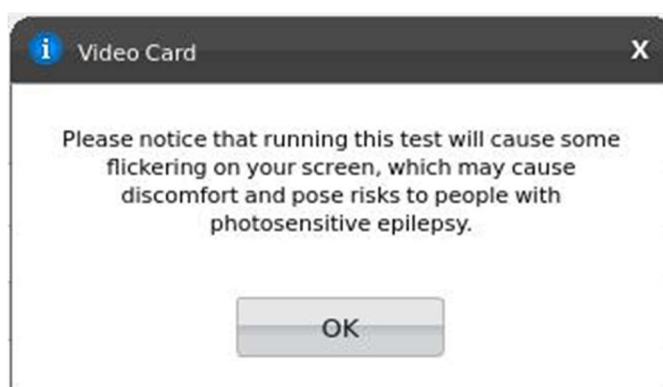 Video Card
X
Please notice that running this test will cause some
flickering on your screen, which may cause
discomfort and pose risks to people with
photosensitive epilepsy.
OK